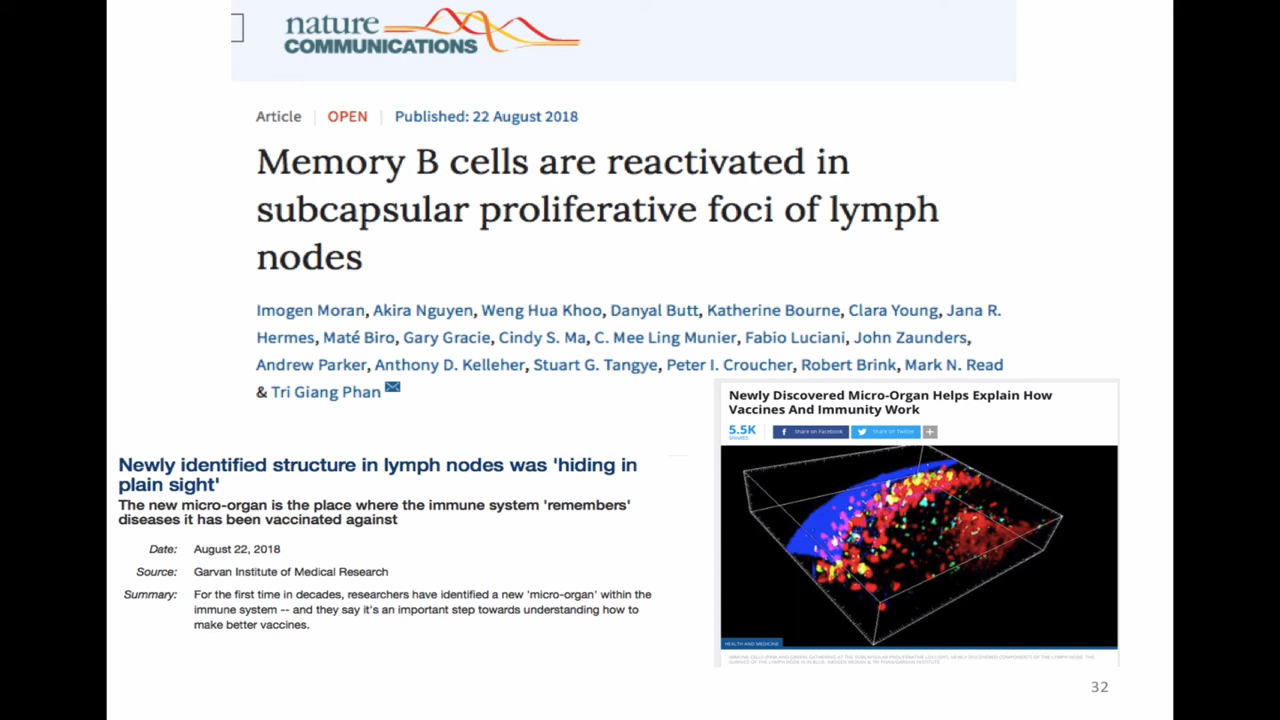 nature
COMMUNICATIONS
Article | OPEN | Published: 22 August 2018
Memory B cells are reactivated in
subcapsular proliferative foci of lymph
nodes
Imogen Moran, Akira Nguyen, Weng Hua Khoo, Danyal Butt, Katherine Bourne, Clara Young, Jana R.
Hermes, Maté Biro, Gary Gracie, Cindy S. Ma, C. Mee Ling Munier, Fabio Luciani, John Zaunders,
Andrew Parker, Anthony D. Kelleher, Stuart G. Tangye, Peter I. Croucher, Robert Brink, Mark N. Read
& Tri Giang Phan
Newly identified structure in lymph nodes was 'hiding in
plain sight'
The new micro-organ is the place where the immune system 'remembers'
diseases it has been vaccinated against
Date: August 22, 2018
Source: Garvan Institute of Medical Research
Summary: For the first time in decades, researchers have identified a new 'micro-organ' within the
immune system -- and they say it's an important step towards understanding how to
make better vaccines.
Newly Discovered Micro-Organ Helps Explain How
Vaccines And Immunity Work
5.5K
SHARES
f Share on Facebook
Share on Twitter
+
HEALTH AND MEDICINE
32